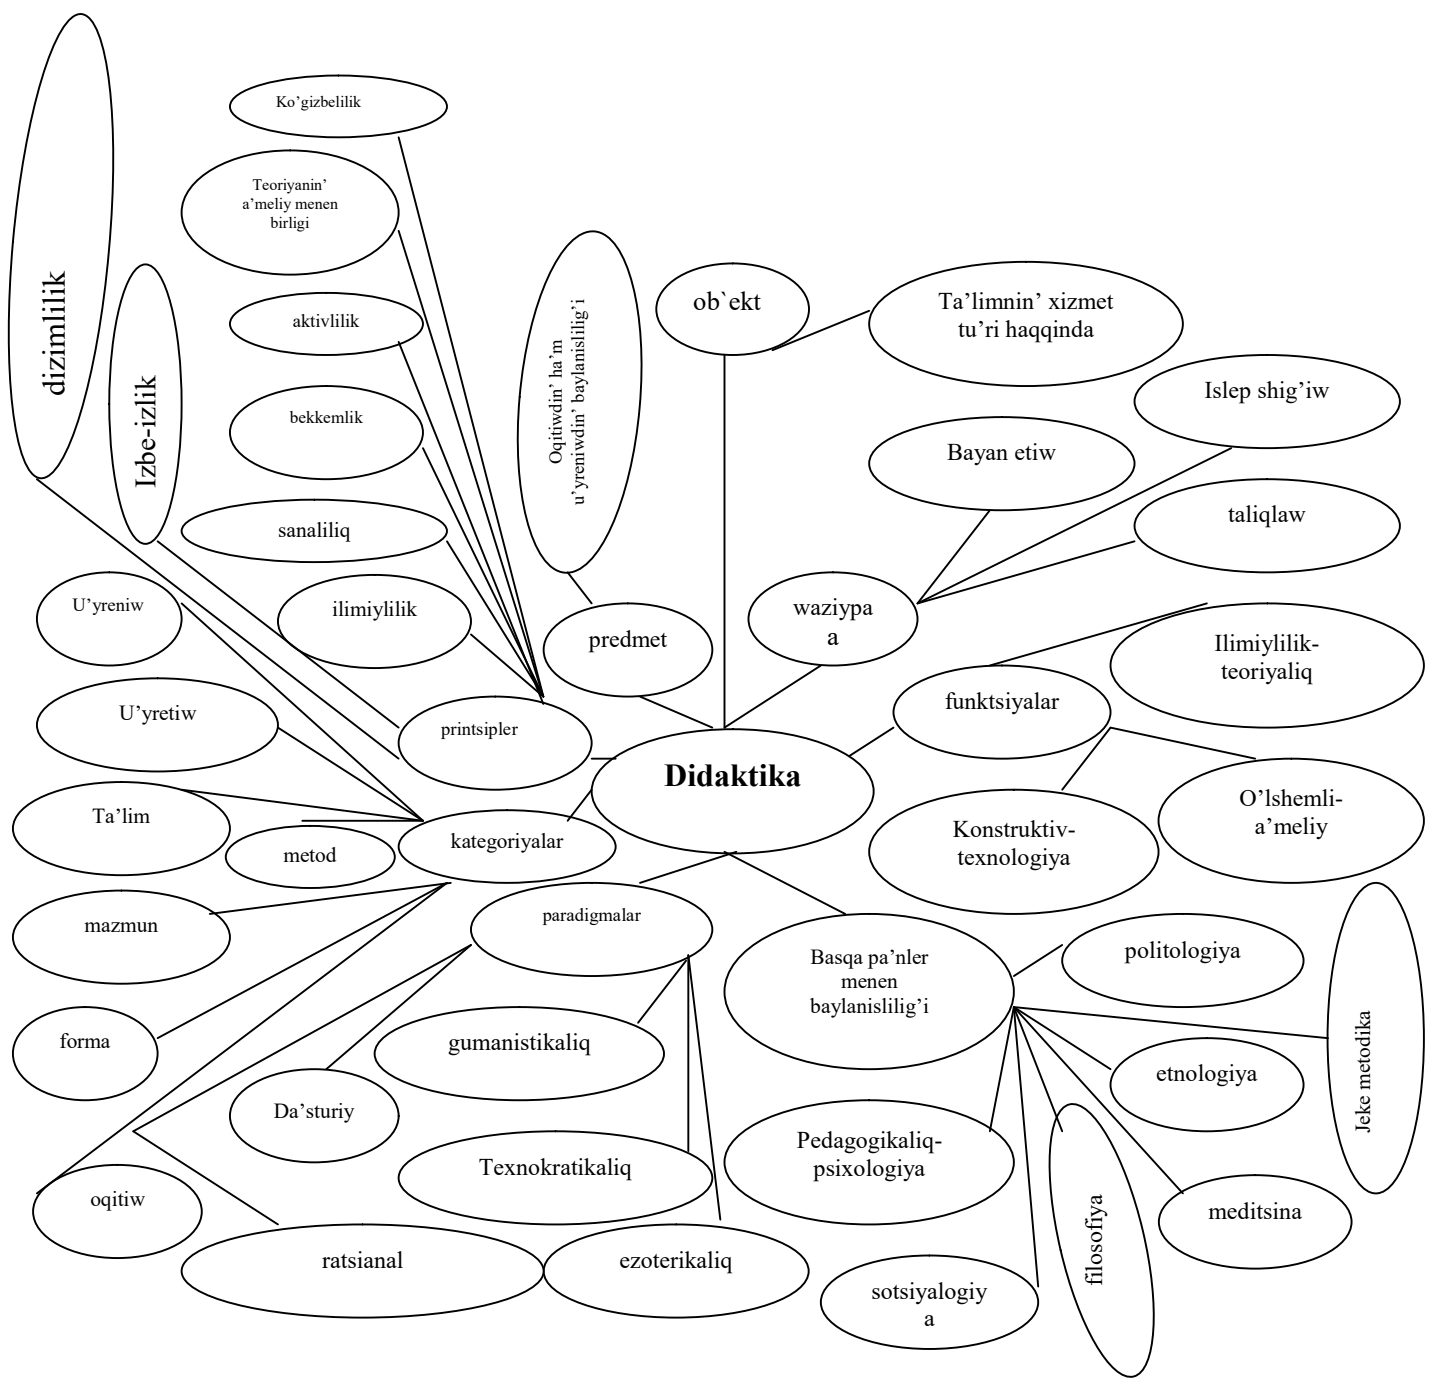 Ko’gizbelilik
Teoriyanin’
a’meliy menen
birligi
dizimlilik
Izbe-izlik
aktivlilik
bekkemlik
sanaliliq
ilimiylilik
Oqitiwdin’ ha’m
u’yreniwdin’ baylanislilig’i
ob`ekt
Ta’limnin’ xizmet
tu’ri haqqinda
Islep shig’iw
Bayan etiw
taliqlaw
waziypa
a
predmet
U’yreniw
U’yretiw
Ta’lim
metod
printsipler
kategoriyalar
Didaktika
funktsiyalar
Ilimiylilik-
teoriyaliq
O’lshemli-
a’meliy
Konstruktiv-
texnologiya
mazmun
forma
oqitiw
paradigmalar
gumanistikaliq
Da’sturiy
Texnokratikaliq
ratsianal
ezoterikaliq
Basqa pa’nler
menen
baylanislilig’i
politologiya
Jeke metodika
etnologiya
Pedagogikaliq-
psixologiya
meditsina
filosofiya
sotsiyalogiy
a